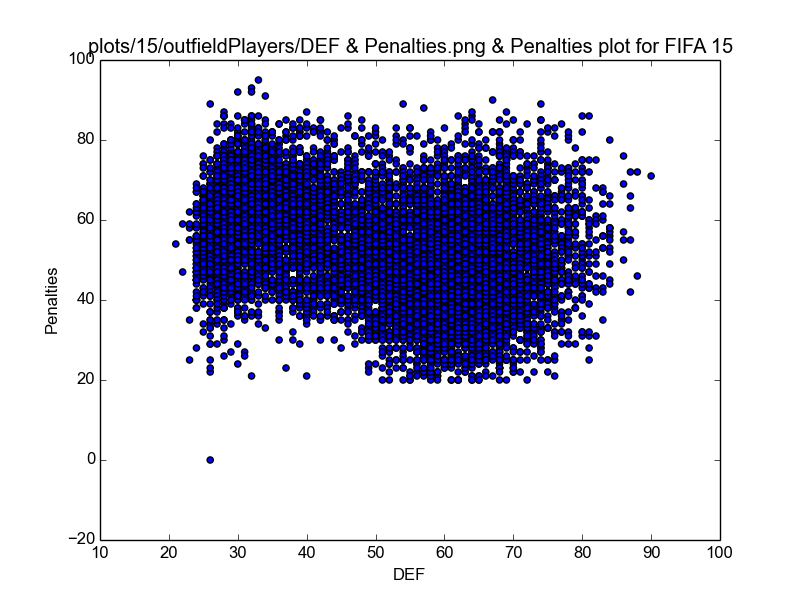 plots/15/outfieldPlayers/DEF & Penalties.png & Penalties plot for FIFA 15
100
80
60
40
20
0
−20
Penalties
10 20 30 40 50 60 70 80 90 100
DEF